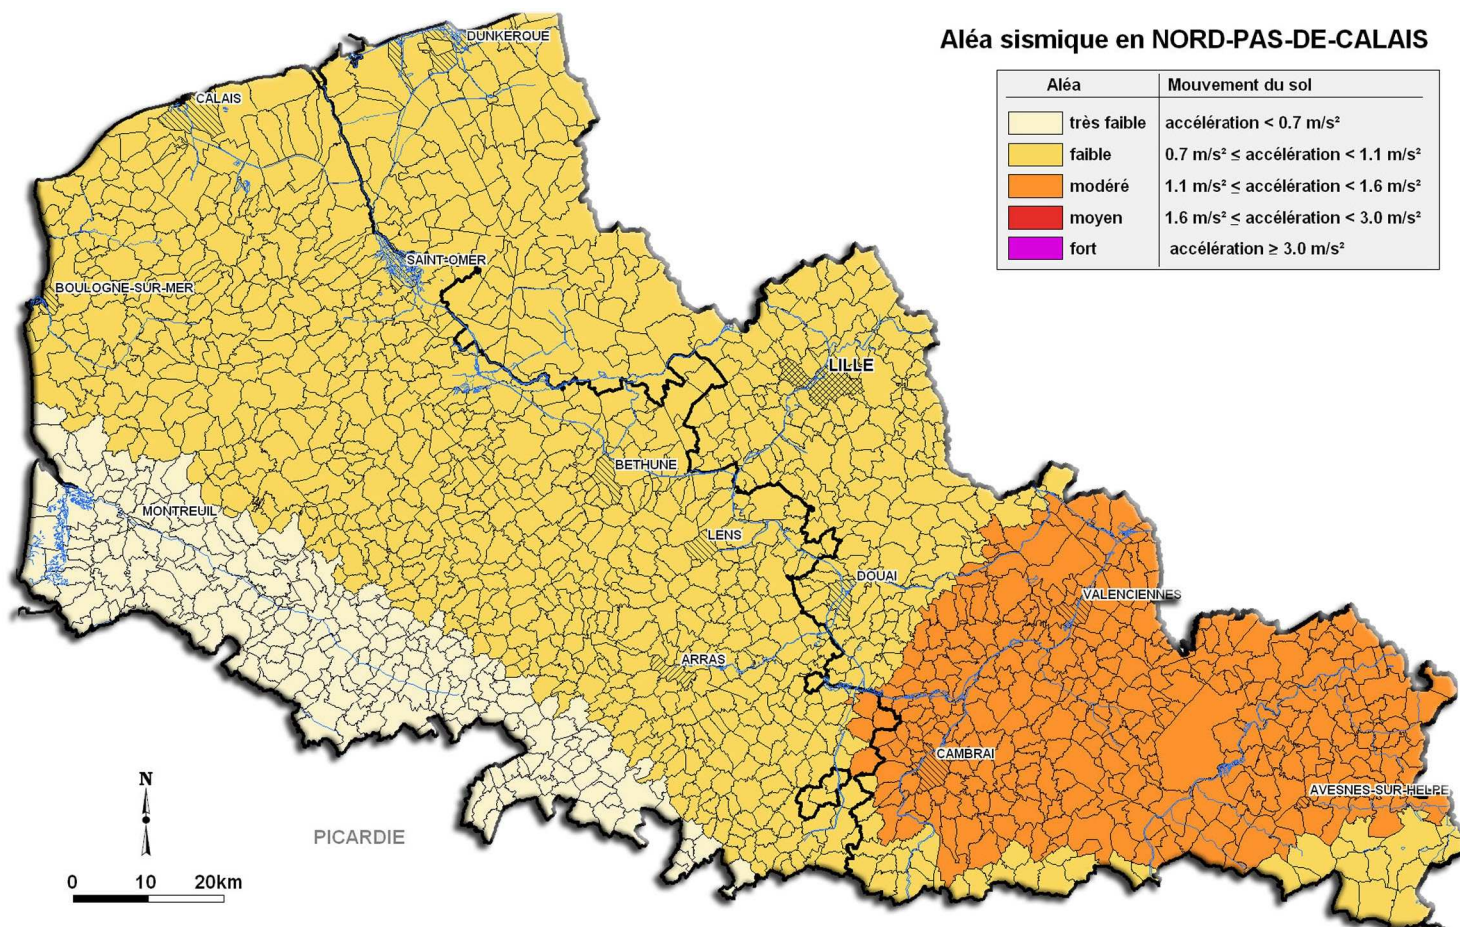 Aléa sismique en NORD-PAS-DE-CALAIS
Aléa Mouvement du sol
très faible accélération < 0.7 m/s²
faible 0.7 m/s² ≤ accélération < 1.1 m/s²
modéré 1.1 m/s² ≤ accélération < 1.6 m/s²
moyen 1.6 m/s² ≤ accélération < 3.0 m/s²
fort accélération ≥ 3.0 m/s²
DUNKERQUE
CALAIS
SAINT-OMER
BOULOGNE-SUR-MER
LILLE
BETHUNE
MONTREUIL
LENS
DOUAI
VALENCIENNES
ARRAS
CAMBRAI
AVESNES-SUR-HELPE
N
PICARDIE
0 10 20km